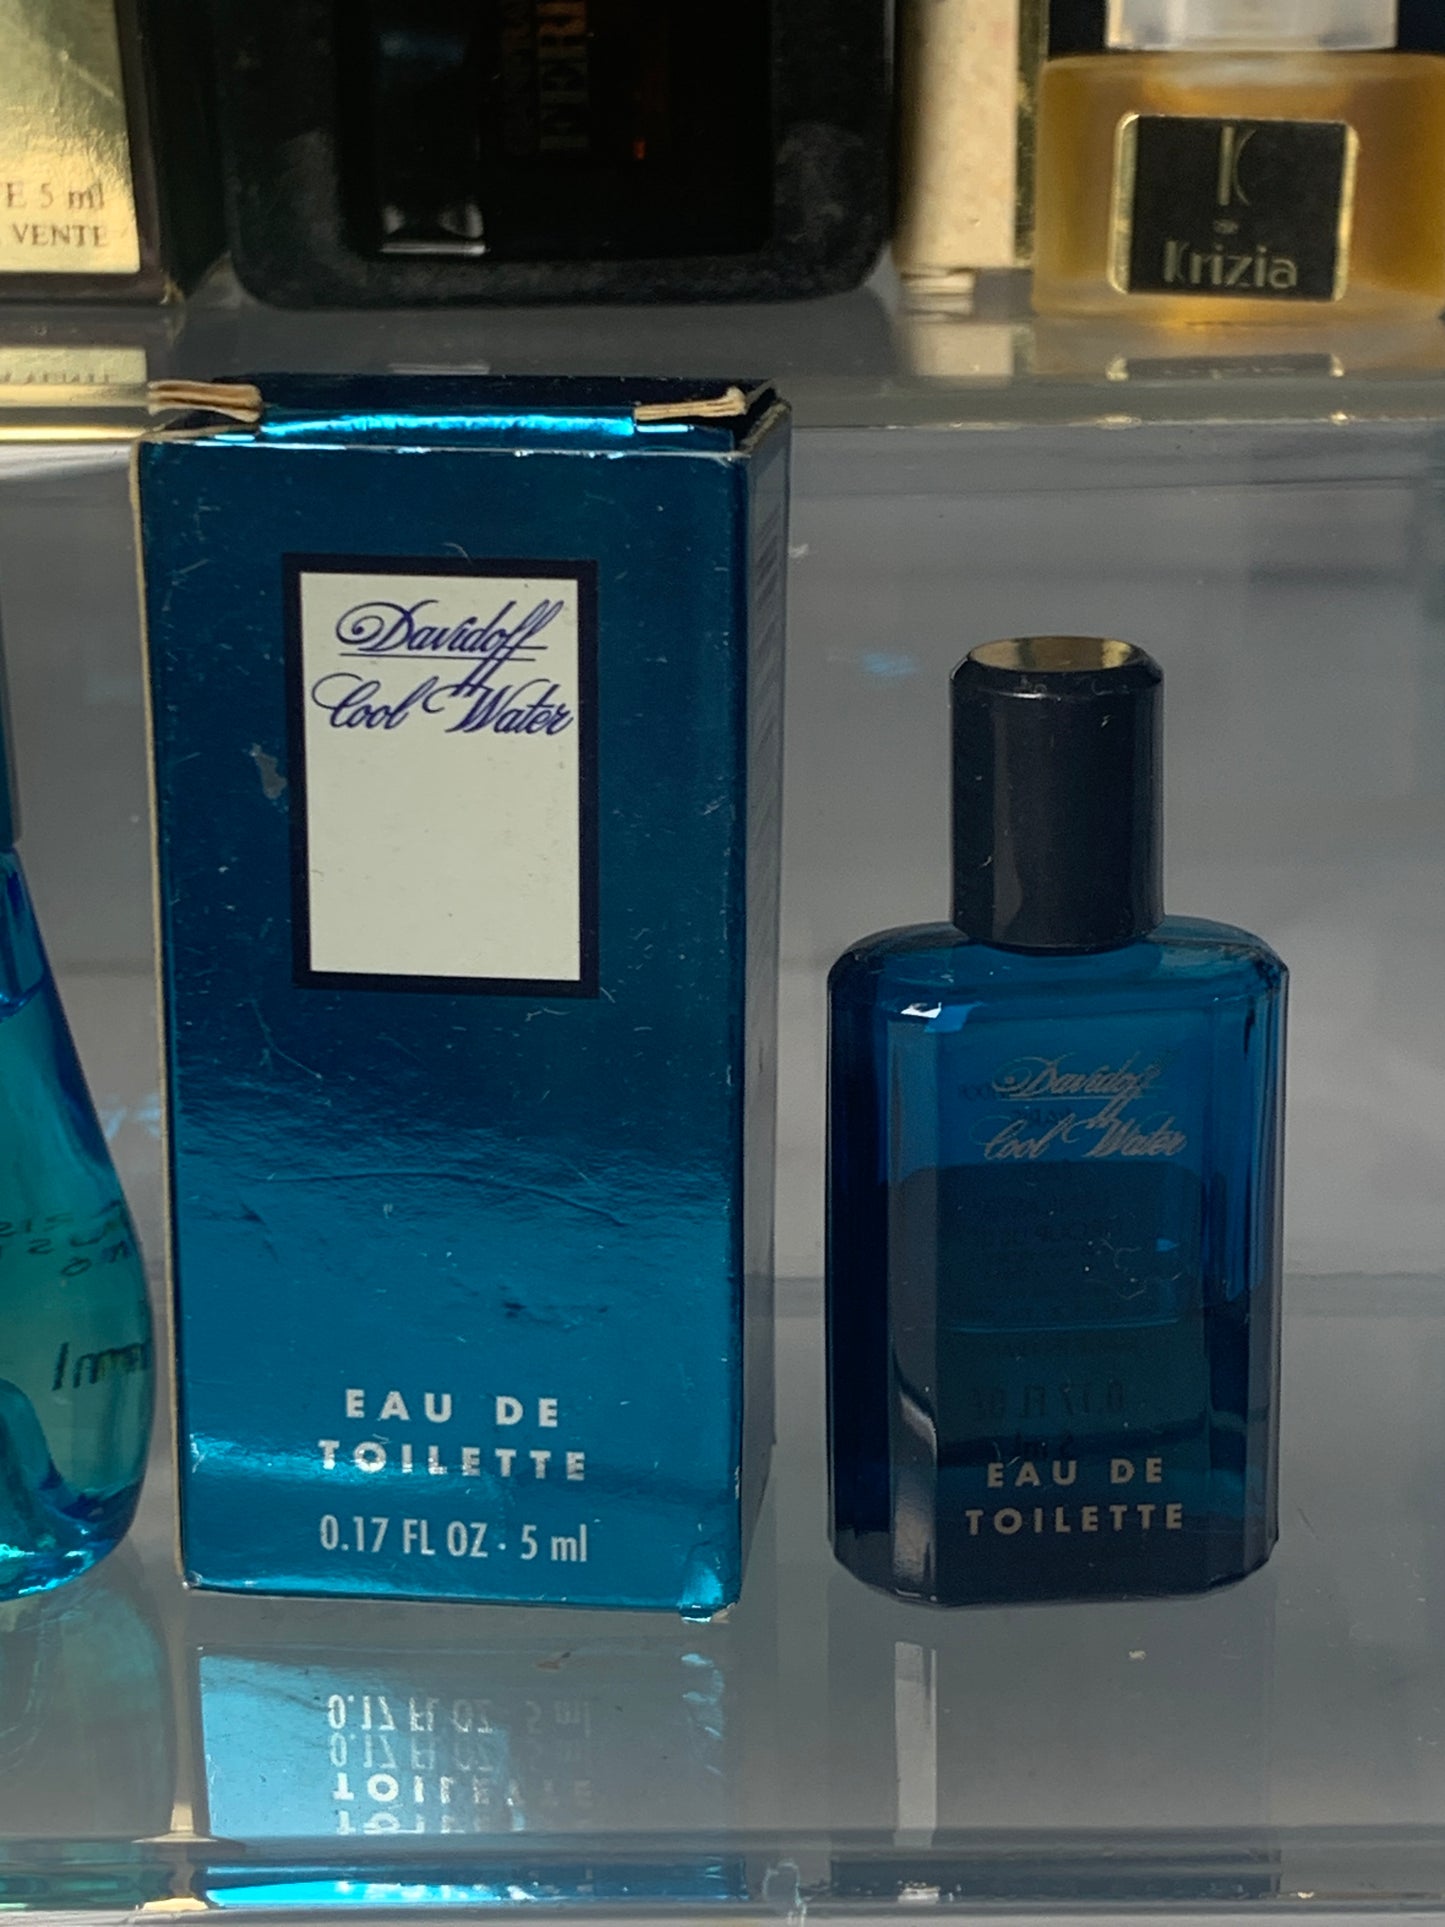 E 5 ml
VENTE
K
Krizia
Davidoff
Cool Water
EAU DE
TOILETTE
0.17 FL OZ · 5 ml
Davidoff
Cool Water
EAU DE
TOILETTE